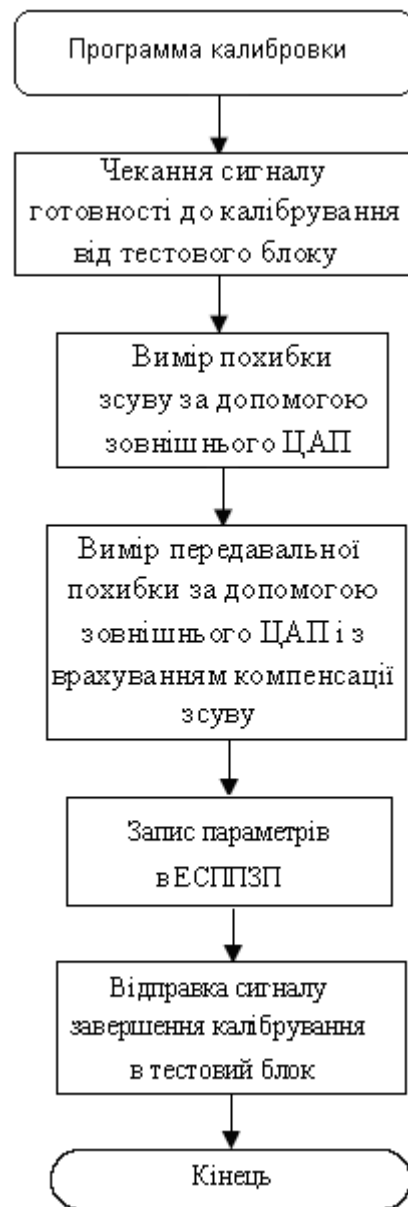 Программа калибровки
Чекання сигналу
готовності до калібрування
від тестового блоку
Вимір похибки
зсуву за допомогою
зовнішнього ЦАП
Вимір передавальної
похибки за допомогою
зовнішнього ЦАП і з
врахуванням компенсації
зсуву
Запис параметрів
в ЕСППЗП
Відправка сигналу
завершення калібрування
в тестовий блок
Кінець